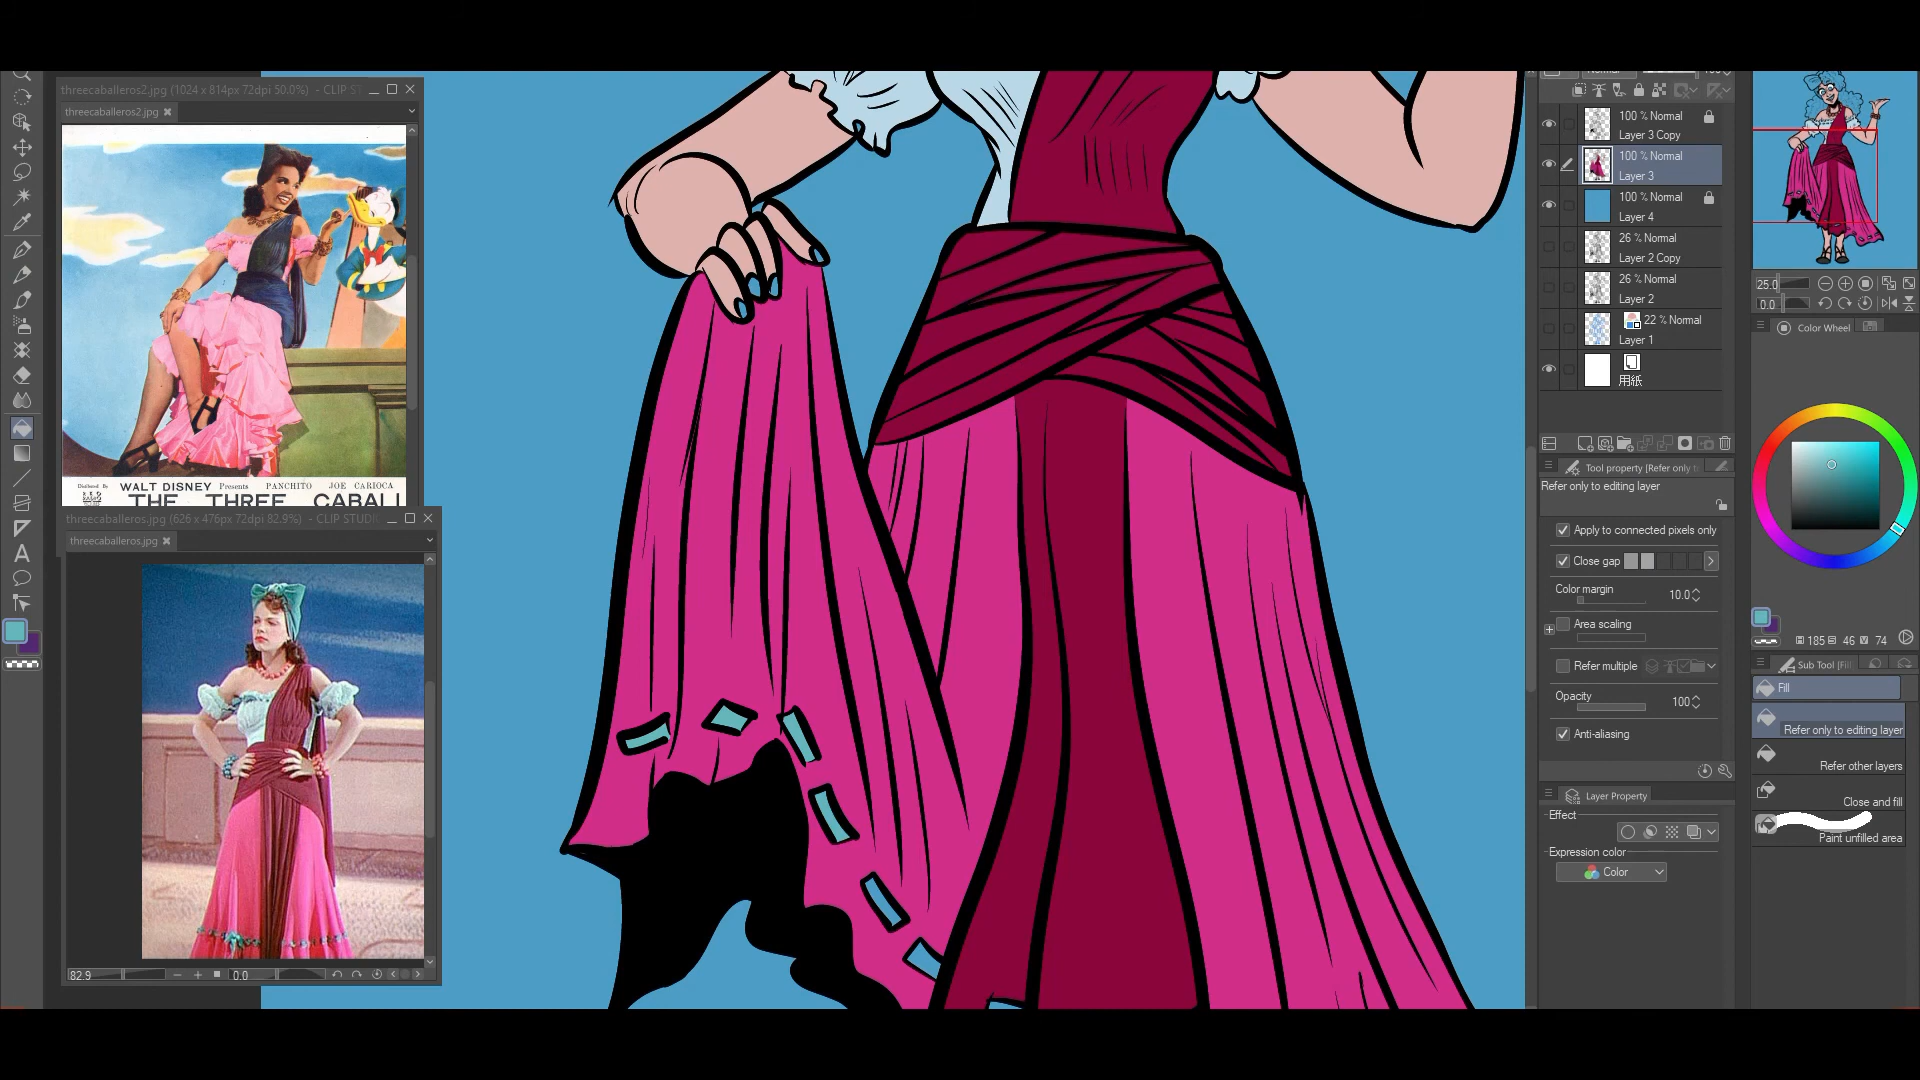 threecaballeros2.jpg (1024 x 814px 72dpi 50.0%) - CLIP ST
threecaballeros2.jpg
Distributed By
WALT DISNEY Presents PANCHITO JOE CARIOCA
THE THREE CABALL
threecaballeros.jpg (626 x 476px 72dpi 82.9%) - CLIP STUDI
threecaballeros.jpg
82.9
0.0
Normal
100 % Normal
Layer 3 Copy
100 % Normal
Layer 3
100 % Normal
Layer 4
26 % Normal
Layer 2 Copy
26 % Normal
Layer 2
22 % Normal
Layer 1
用紙
Tool property [Refer only t
Refer only to editing layer
Apply to connected pixels only
Close gap
Color margin
10.0
Area scaling
Refer multiple
Opacity
100
Anti-aliasing
Layer Property
Effect
Expression color
Color
25.0
0.0
Color Wheel
H 185 S 46 V 74
Sub Tool [Fill
Fill
Refer only to editing layer
Refer other layers
Close and fill
Paint unfilled area